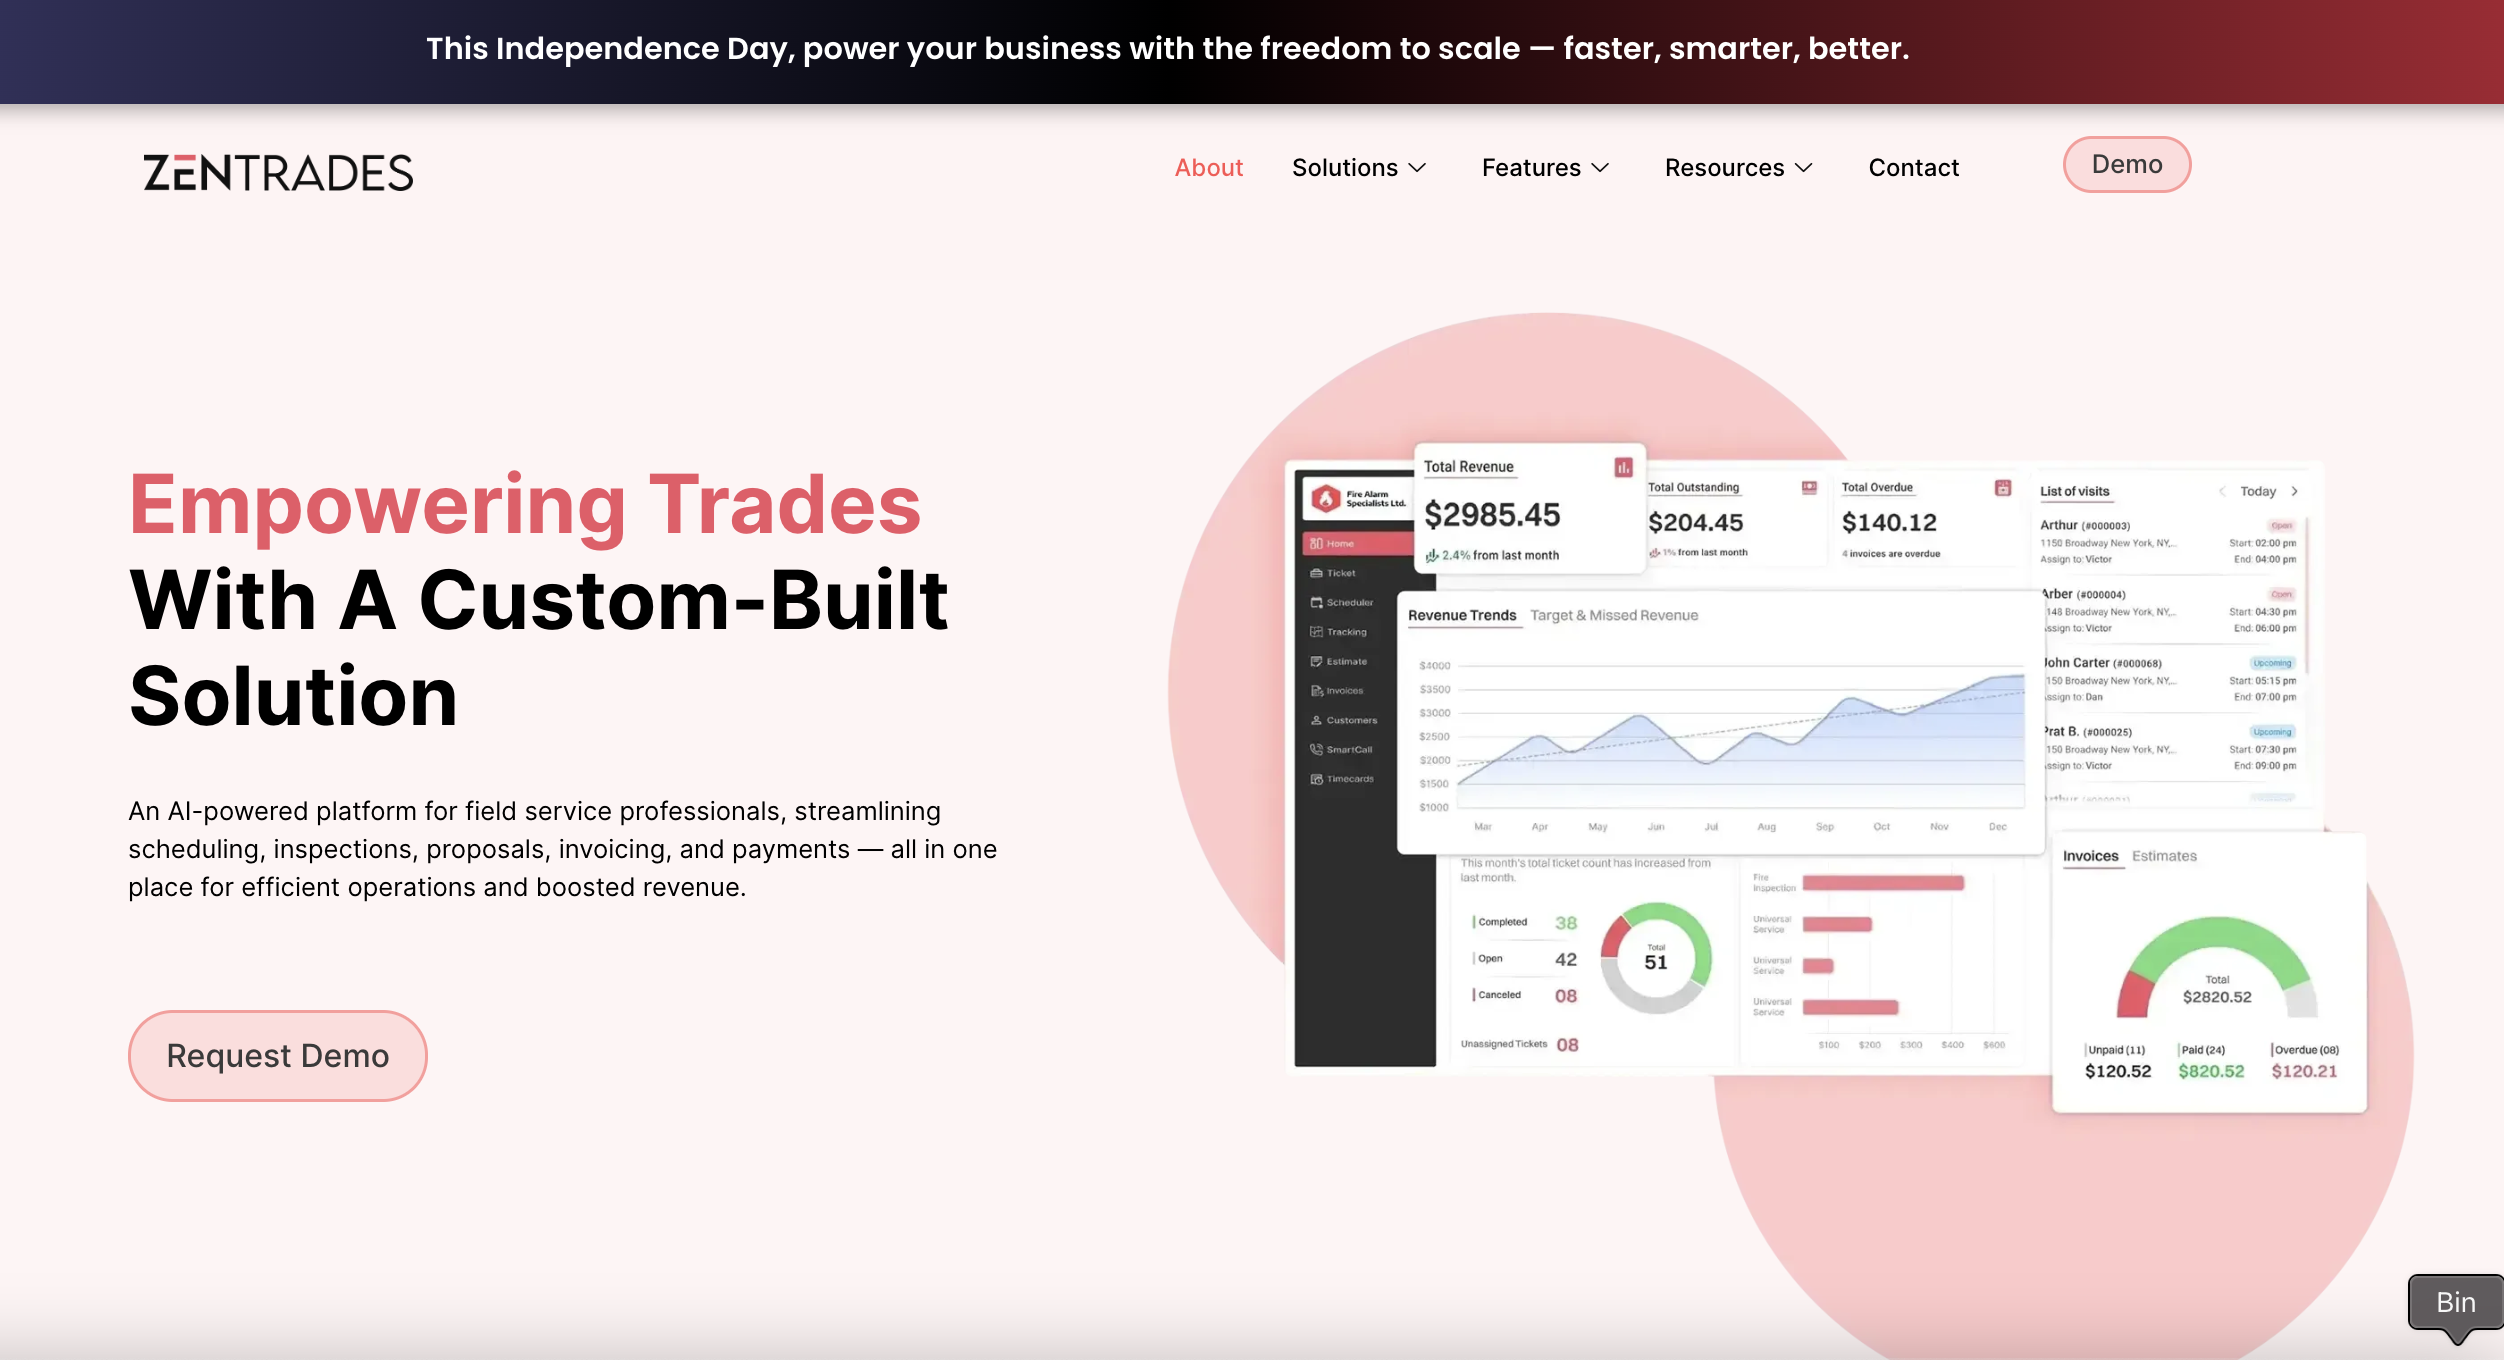 This Independence Day, power your business with the freedom to scale — faster, smarter, better.
ZENTRADES
About
Solutions
Features
Resources
Contact
Demo
Empowering Trades
With A Custom-Built
Solution
An AI-powered platform for field service professionals, streamlining
scheduling, inspections, proposals, invoicing, and payments — all in one
place for efficient operations and boosted revenue.
Request Demo
Fire Alarm
Specialists Ltd.
Home
Ticket
Scheduler
Tracking
Estimate
Invoices
Customers
SmartCall
Timecards
Total Revenue
$2985.45
2.4% from last month
Total Outstanding
$204.45
1% from last month
Total Overdue
$140.12
4 invoices are overdue
List of visits
Today
Arthur (#000003)
Open
1150 Broadway New York, NY,...
Start: 02:00 pm
Assign to: Victor
End: 04:00 pm
Arber (#000004)
Open
148 Broadway New York, NY,...
Start: 04:30 pm
ssign to: Victor
End: 06:00 pm
John Carter (#000068)
Upcoming
150 Broadway New York, NY,...
Start: 05:15 pm
ssign to: Dan
End: 07:00 pm
Prat B. (#000025)
Upcoming
150 Broadway New York, NY,...
Start: 07:30 pm
ssign to: Victor
End: 09:00 pm
Revenue Trends
Target & Missed Revenue
$4000
$3500
$3000
$2500
$2000
$1500
$1000
Mar Apr May Jun Jul Aug Sep Oct Nov Dec
This month's total ticket count has increased from
last month.
Completed 38
Open 42
Canceled 08
Unassigned Tickets 08
Total
51
Fire
Inspection
Universal
Service
Universal
Service
Universal
Service
$100 $200 $300 $400 $600
Invoices
Estimates
Total
$2820.52
Unpaid (11)
$120.52
Paid (24)
$820.52
Overdue (08)
$120.21
Bin